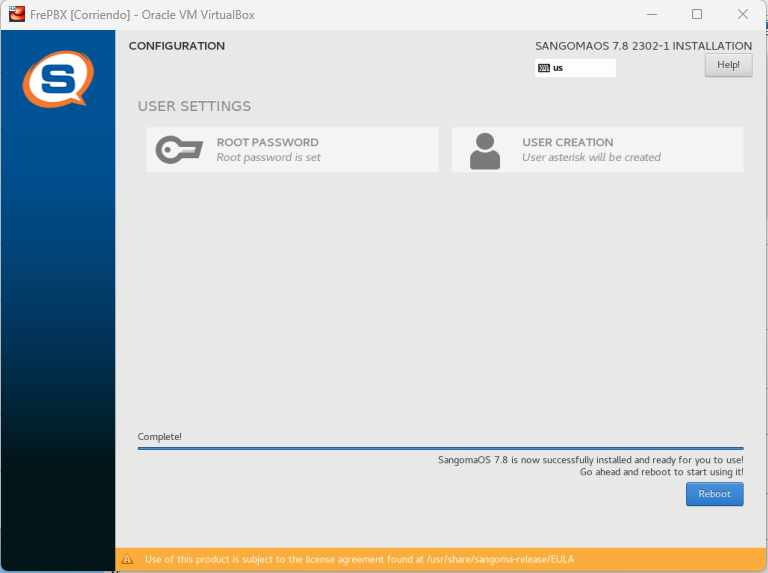 FrePBX [Corriendo] - Oracle VM VirtualBox
CONFIGURATION
SANGOMAOS 7.8 2302-1 INSTALLATION
us
Help!
USER SETTINGS
ROOT PASSWORD
Root password is set
USER CREATION
User asterisk will be created
Complete!
SangomaOS 7.8 is now successfully installed and ready for you to use!
Go ahead and reboot to start using it!
Reboot
Use of this product is subject to the license agreement found at /usr/share/sangoma-release/EULA